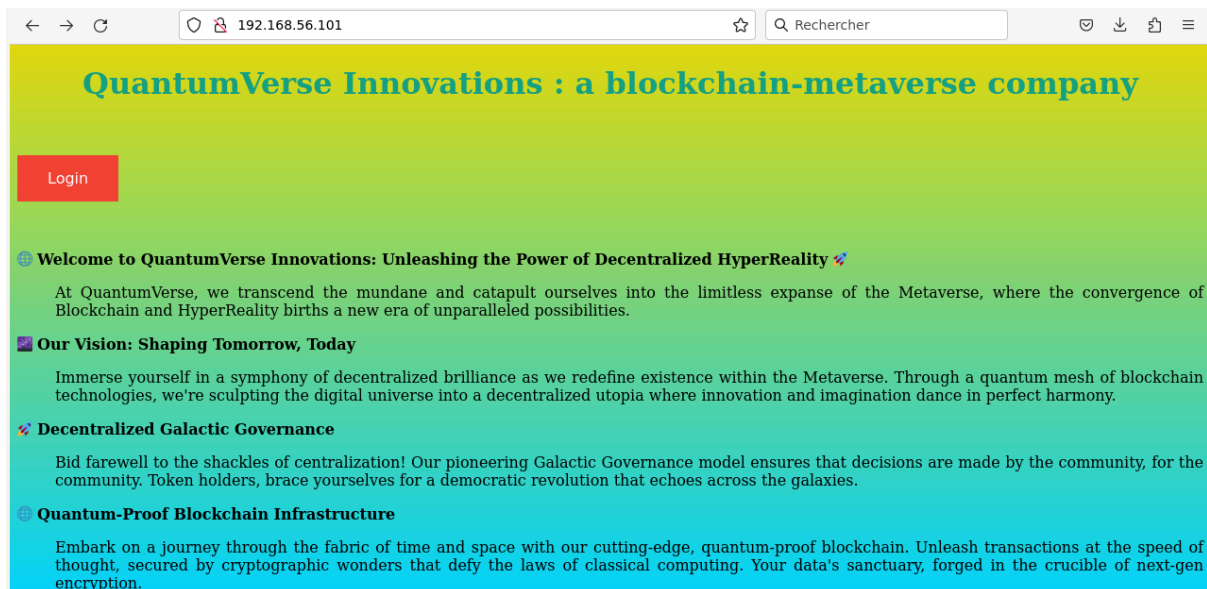 192.168.56.101
Rechercher
QuantumVerse Innovations : a blockchain-metaverse company
Login
Welcome to QuantumVerse Innovations: Unleashing the Power of Decentralized HyperReality
At QuantumVerse, we transcend the mundane and catapult ourselves into the limitless expanse of the Metaverse, where the convergence of
Blockchain and HyperReality births a new era of unparalleled possibilities.
Our Vision: Shaping Tomorrow, Today
Immerse yourself in a symphony of decentralized brilliance as we redefine existence within the Metaverse. Through a quantum mesh of blockchain
technologies, we're sculpting the digital universe into a decentralized utopia where innovation and imagination dance in perfect harmony.
Decentralized Galactic Governance
Bid farewell to the shackles of centralization! Our pioneering Galactic Governance model ensures that decisions are made by the community, for the
community. Token holders, brace yourselves for a democratic revolution that echoes across the galaxies.
Quantum-Proof Blockchain Infrastructure
Embark on a journey through the fabric of time and space with our cutting-edge, quantum-proof blockchain. Unleash transactions at the speed of
thought, secured by cryptographic wonders that defy the laws of classical computing. Your data's sanctuary, forged in the crucible of next-gen
encryption.